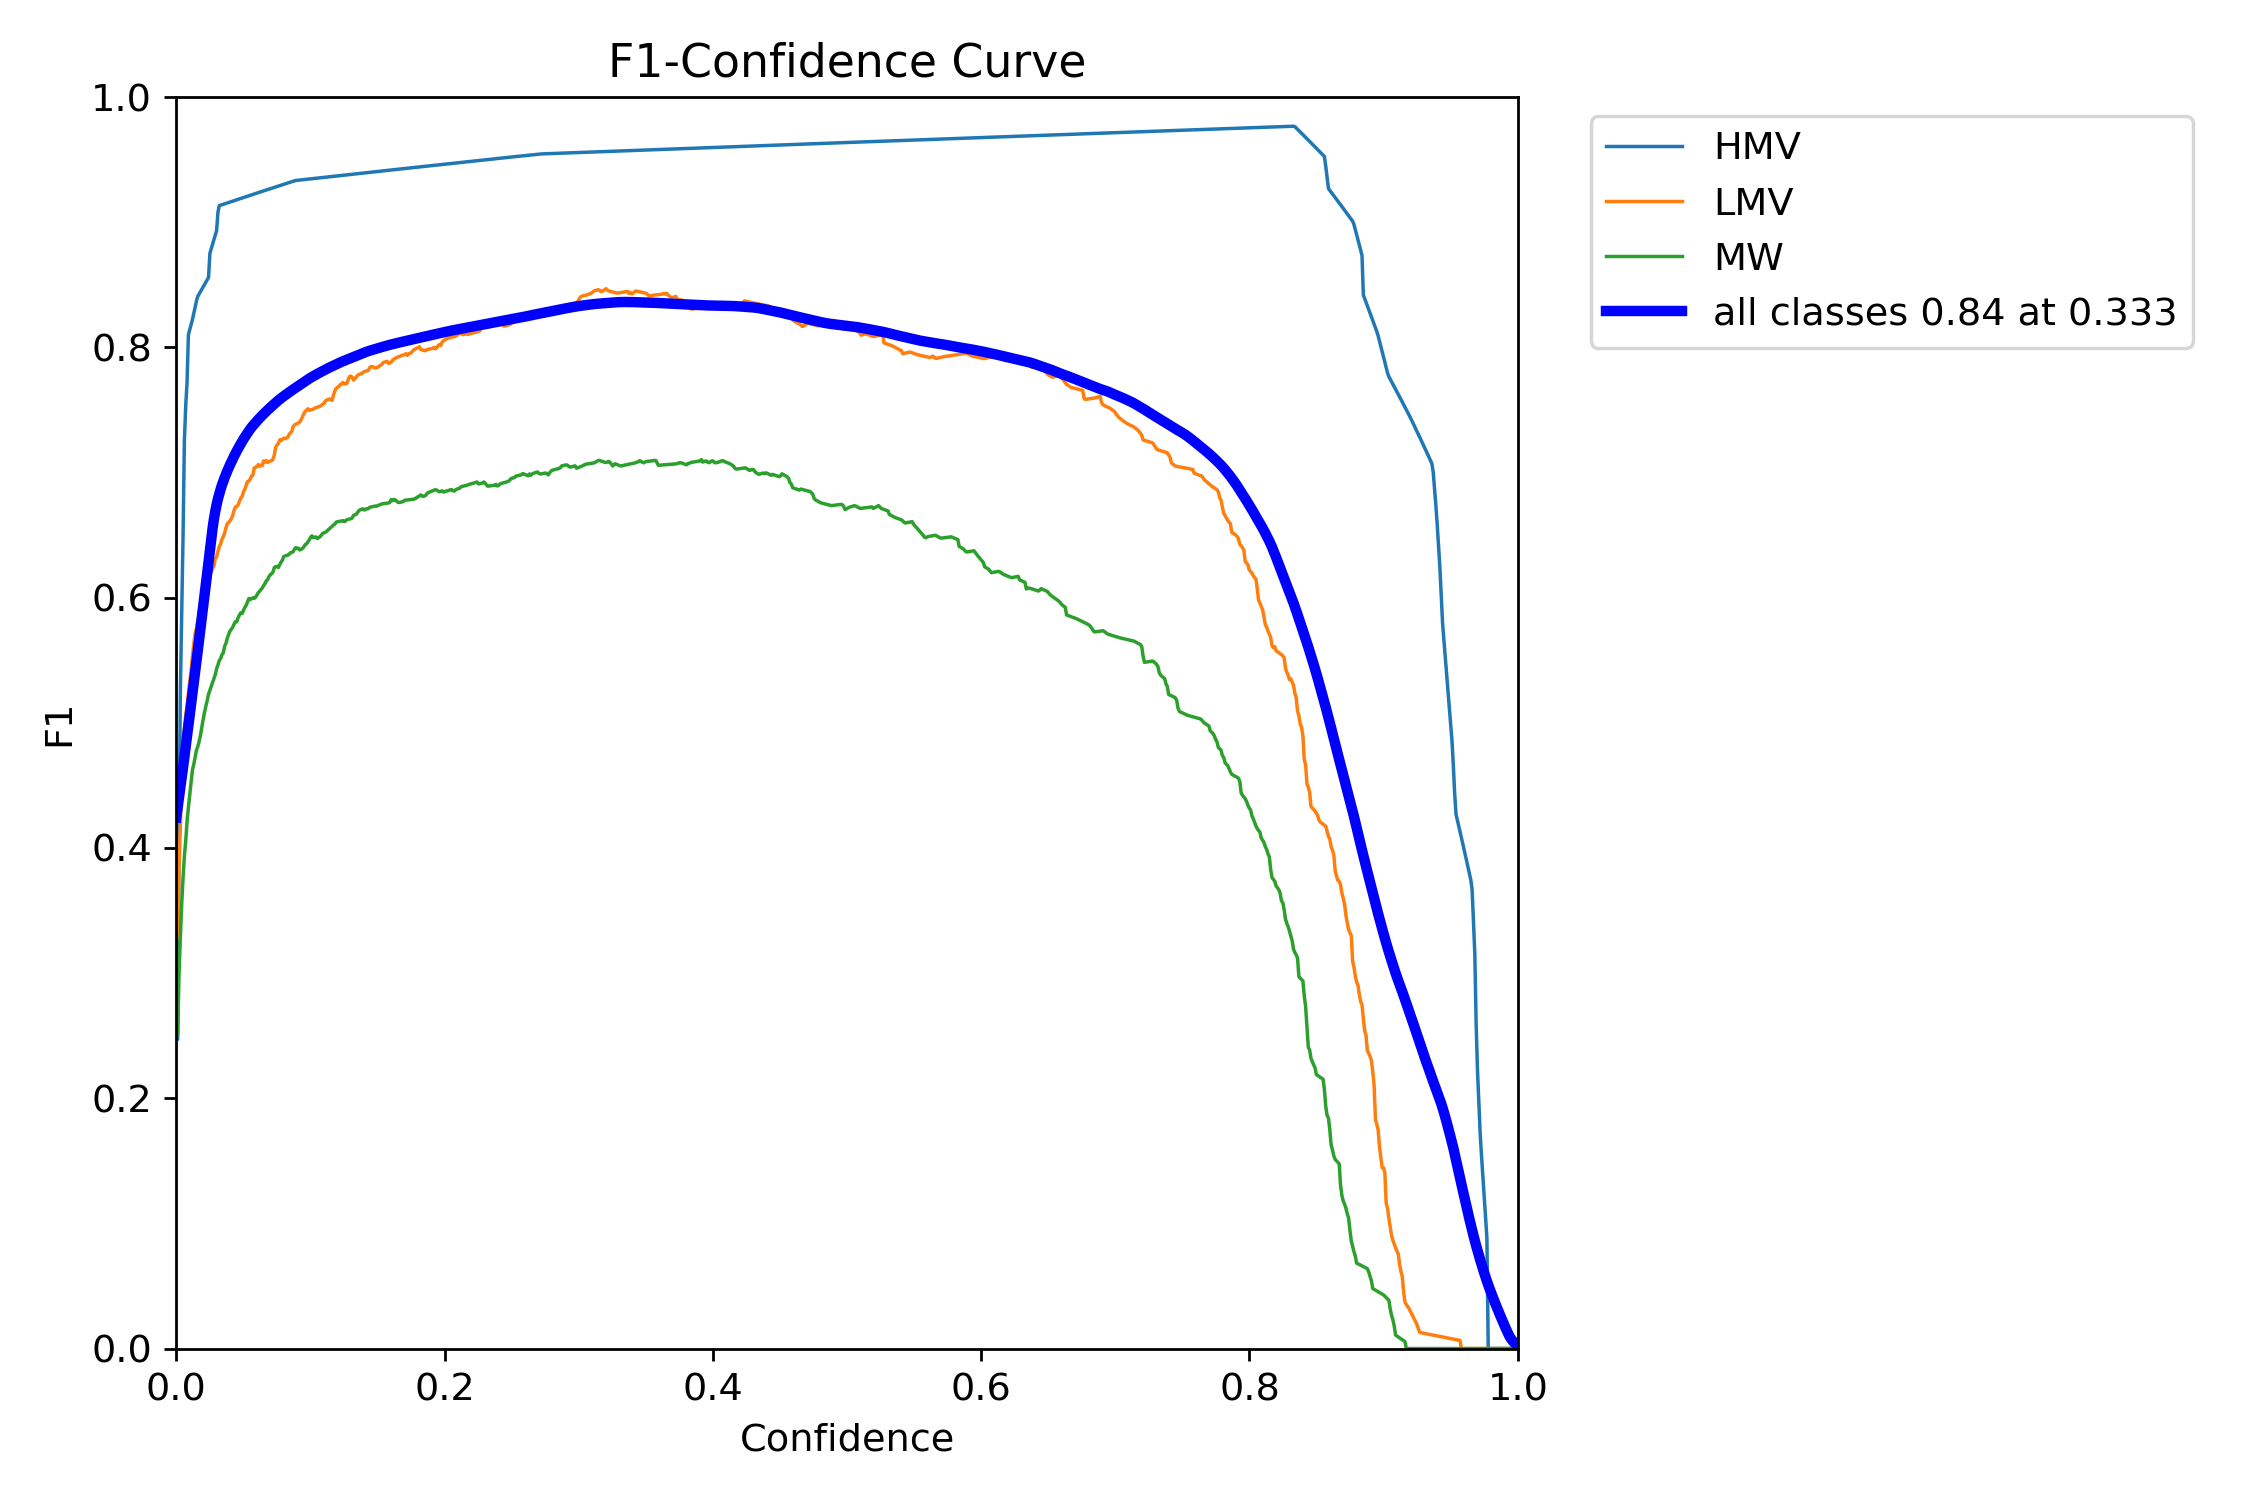 F1-Confidence Curve
1.0
0.8
0.6
0.4
0.2
0.0
F1
0.0 0.2 0.4 0.6 0.8 1.0
Confidence
HMV
LMV
MW
all classes 0.84 at 0.333